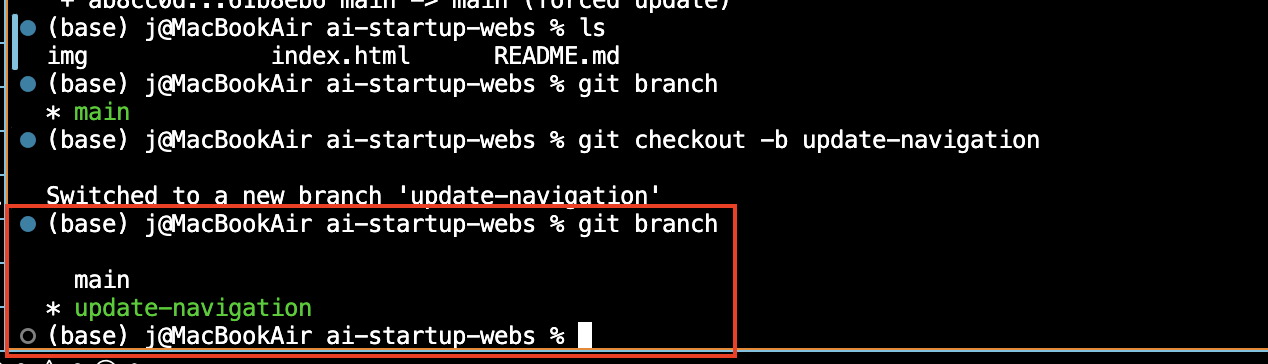 + ab8cc0d...61b8eb6 main -> main (forced update)
(base) j@MacBookAir ai-startup-webs % ls
img index.html README.md
(base) j@MacBookAir ai-startup-webs % git branch
* main
(base) j@MacBookAir ai-startup-webs % git checkout -b update-navigation
Switched to a new branch 'update-navigation'
(base) j@MacBookAir ai-startup-webs % git branch
main
* update-navigation
(base) j@MacBookAir ai-startup-webs %